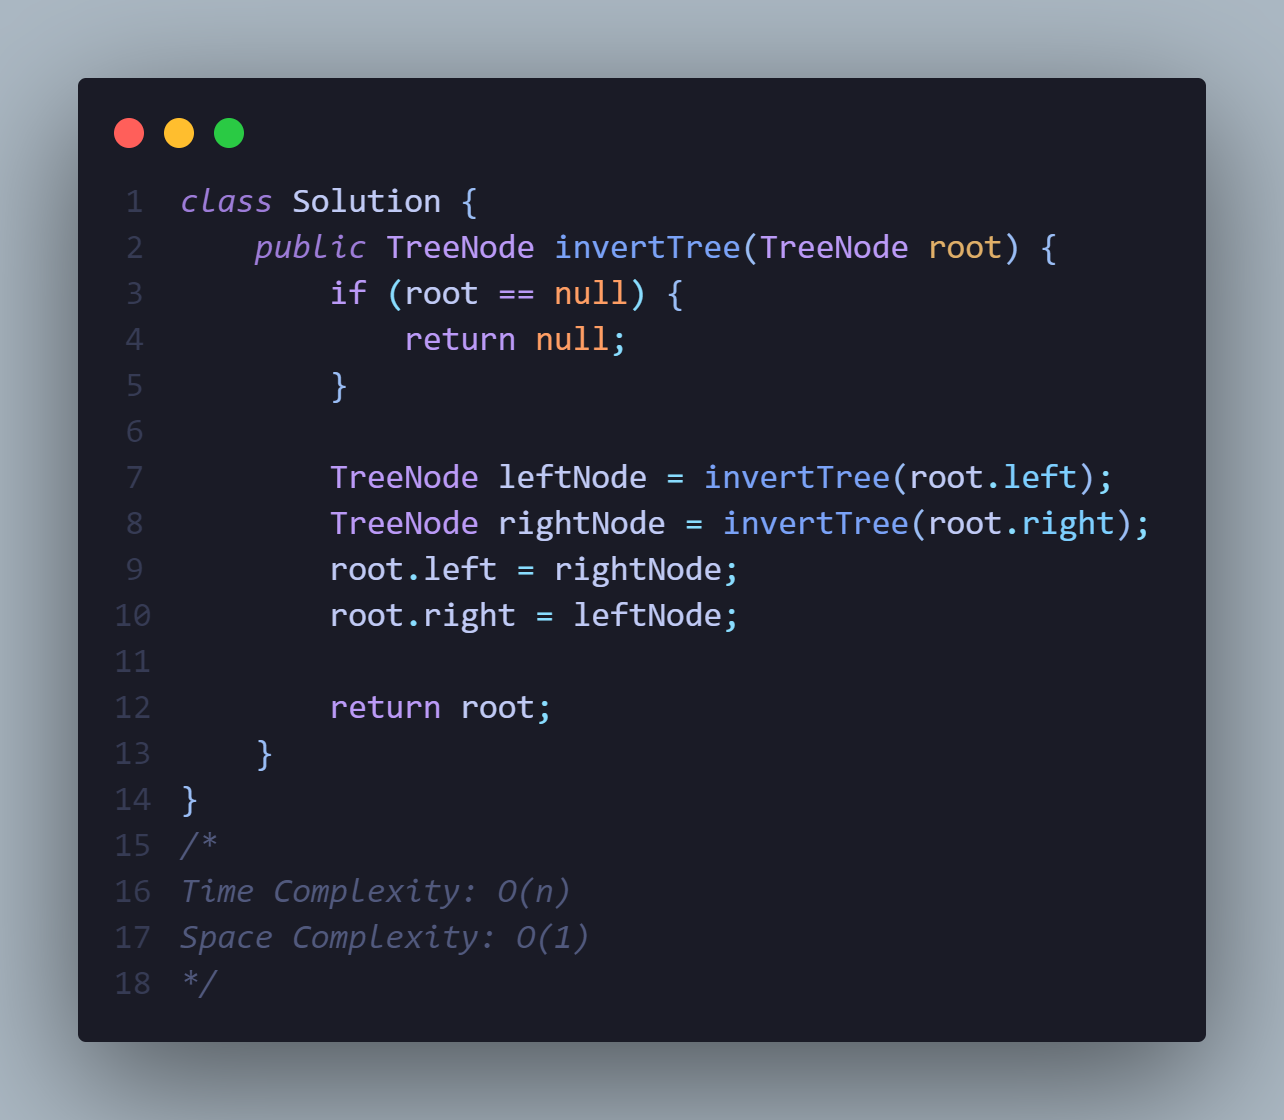 1 class Solution {
2     public TreeNode invertTree(TreeNode root) {
3         if (root == null) {
4             return null;
5         }
6
7         TreeNode leftNode = invertTree(root.left);
8         TreeNode rightNode = invertTree(root.right);
9         root.left = rightNode;
10         root.right = leftNode;
11
12         return root;
13     }
14 }
15 /*
16 Time Complexity: O(n)
17 Space Complexity: O(1)
18 */